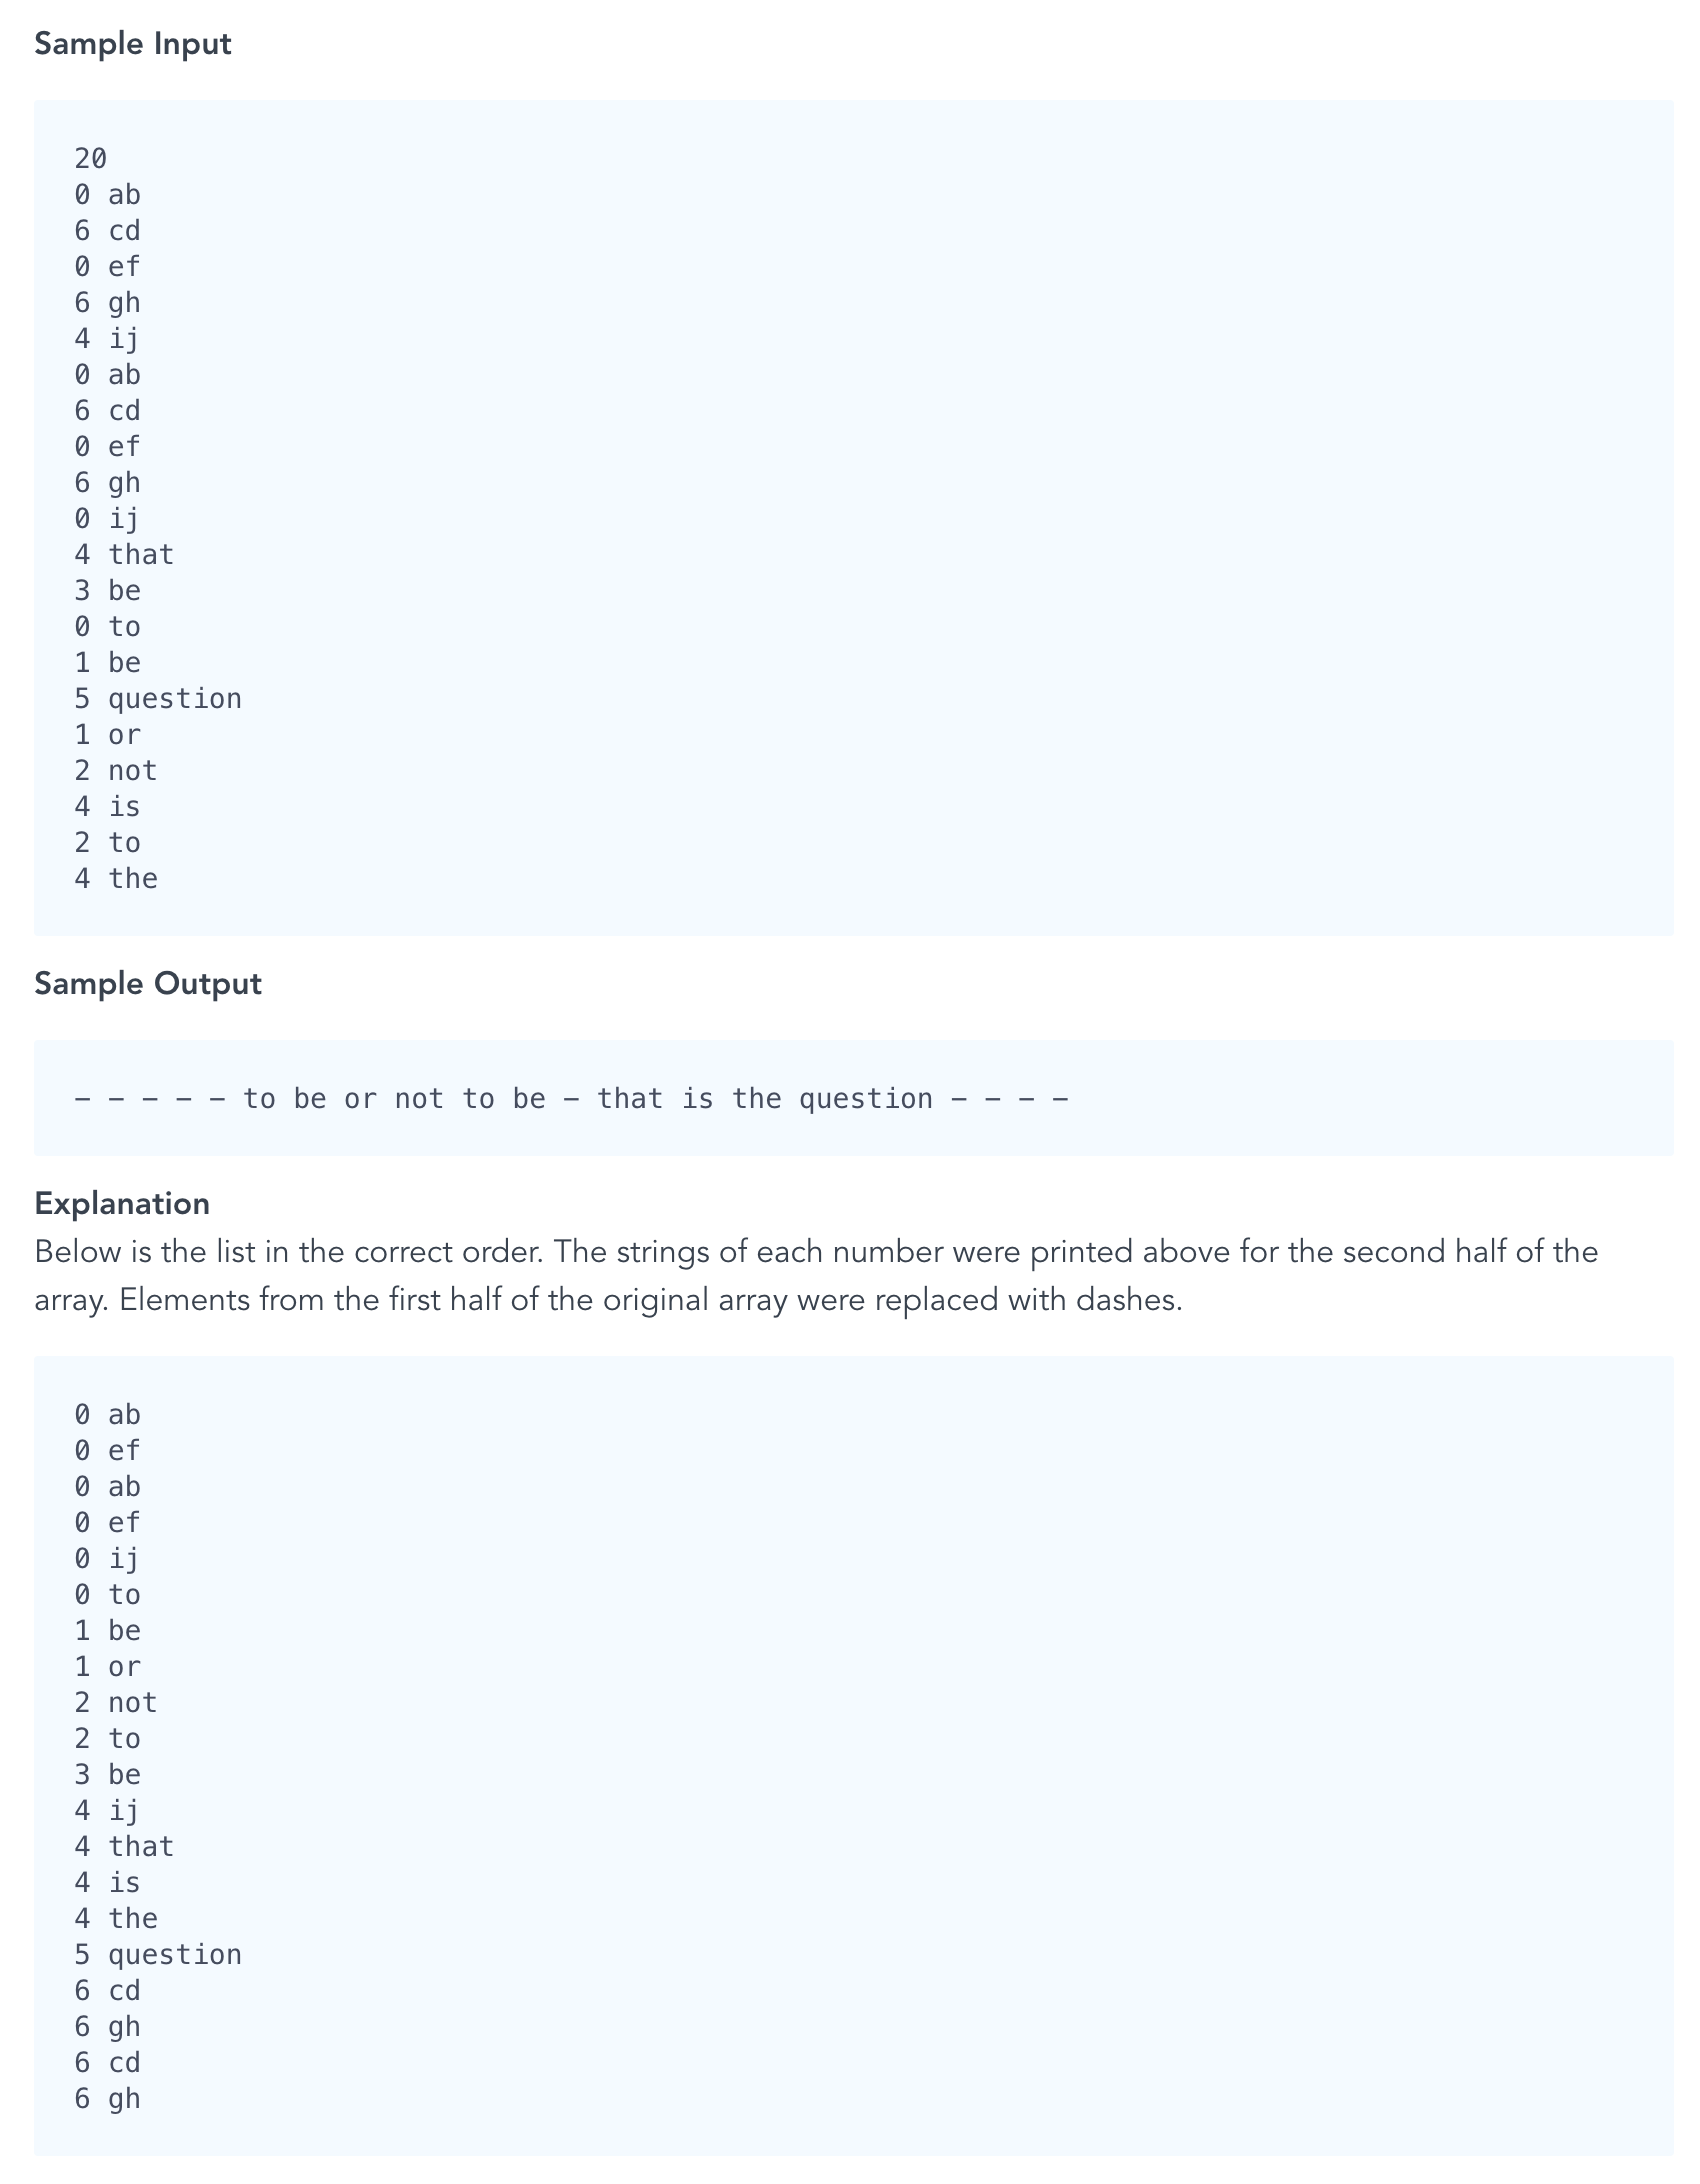 Sample Input
20
0 ab
6 cd
0 ef
6 gh
4 ij
0 ab
6 cd
0 ef
6 gh
0 ij
4 that
3 be
0 to
1 be
5 question
1 or
2 not
4 is
2 to
4 the
Sample Output
- - - - - to be or not to be - that is the question - - - -
Explanation
Below is the list in the correct order. The strings of each number were printed above for the second half of the
array. Elements from the first half of the original array were replaced with dashes.
0 ab
0 ef
0 ab
0 ef
0 ij
0 to
1 be
1 or
2 not
2 to
3 be
4 ij
4 that
4 is
4 the
5 question
6 cd
6 gh
6 cd
6 gh